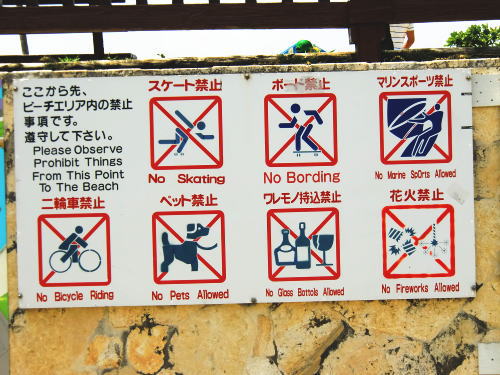 ここから先、
ビーチエリア内の禁止
事項です。
遵守して下さい。
Please Observe
Prohibit Things
From This Point
To The Beach
スケート禁止
No Skating
ボード禁止
No Bording
マリンスポーツ禁止
No Marine SpOrts Allowed
二輪車禁止
No Bicycle Riding
ペット禁止
No Pets Allowed
ワレモノ持込禁止
No Glass Bottols Allowed
花火禁止
No Fireworks Allowed